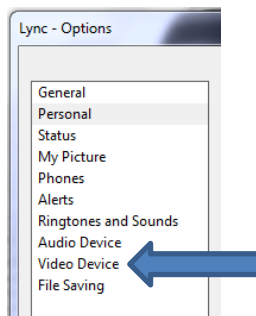 Lync - Options
General
Personal
Status
My Picture
Phones
Alerts
Ringtones and Sounds
Audio Device
Video Device
File Saving